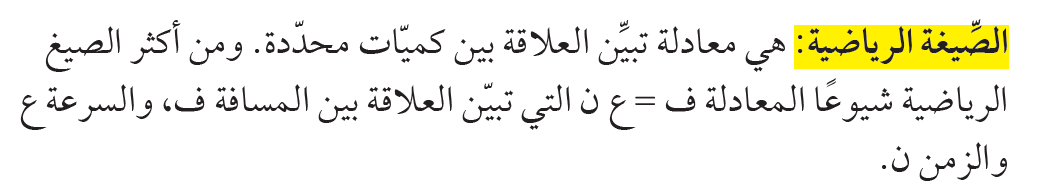 الصِّيغة الرياضية: هي معادلة تبيِّن العلاقة بين كميّات محدّدة. ومن أكثر الصيغ
الرياضية شيوعًا المعادلة ف = ع ن التي تبيّن العلاقة بين المسافة ف، والسرعة ع
والزمن ن.